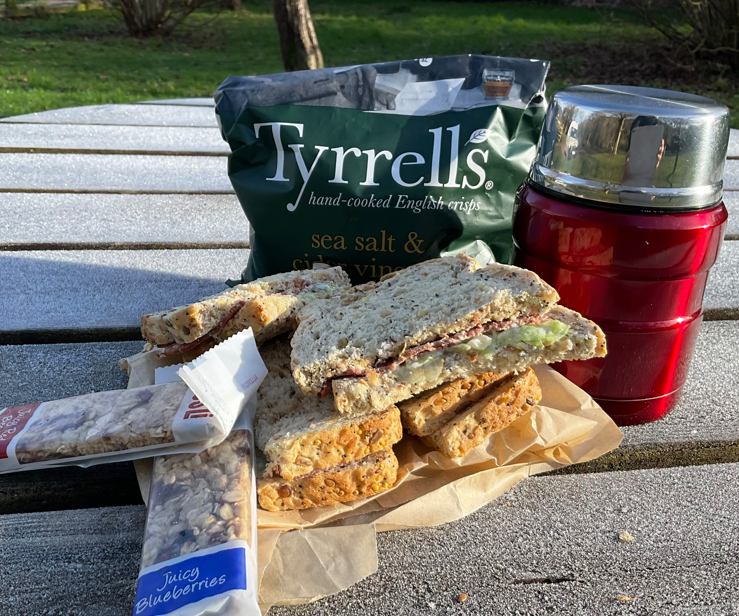 Tyrrells®
hand-cooked English crisps
sea salt &
Juicy
Blueberries